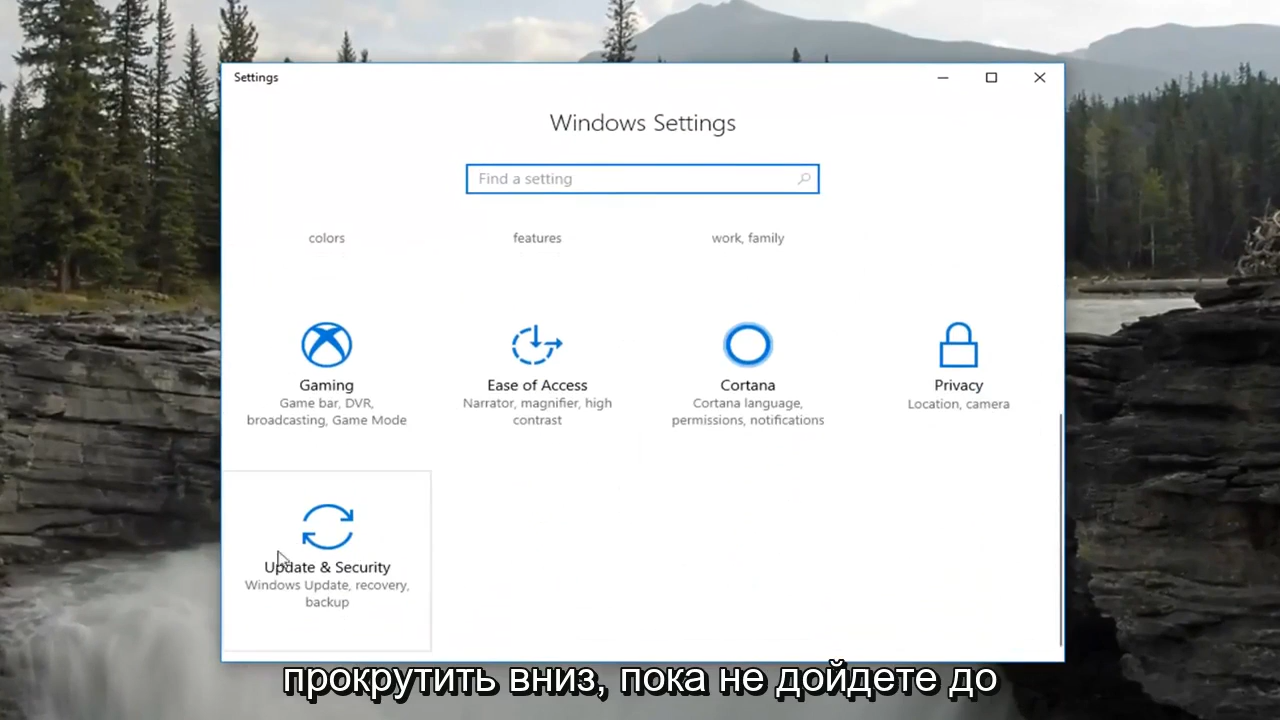 Settings
Windows Settings
Find a setting
colors
features
work, family
Gaming
Game bar, DVR,
broadcasting, Game Mode
Ease of Access
Narrator, magnifier, high
contrast
Cortana
Cortana language,
permissions, notifications
Privacy
Location, camera
Update & Security
Windows Update, recovery,
backup
прокрутить вниз, пока не дойдете до